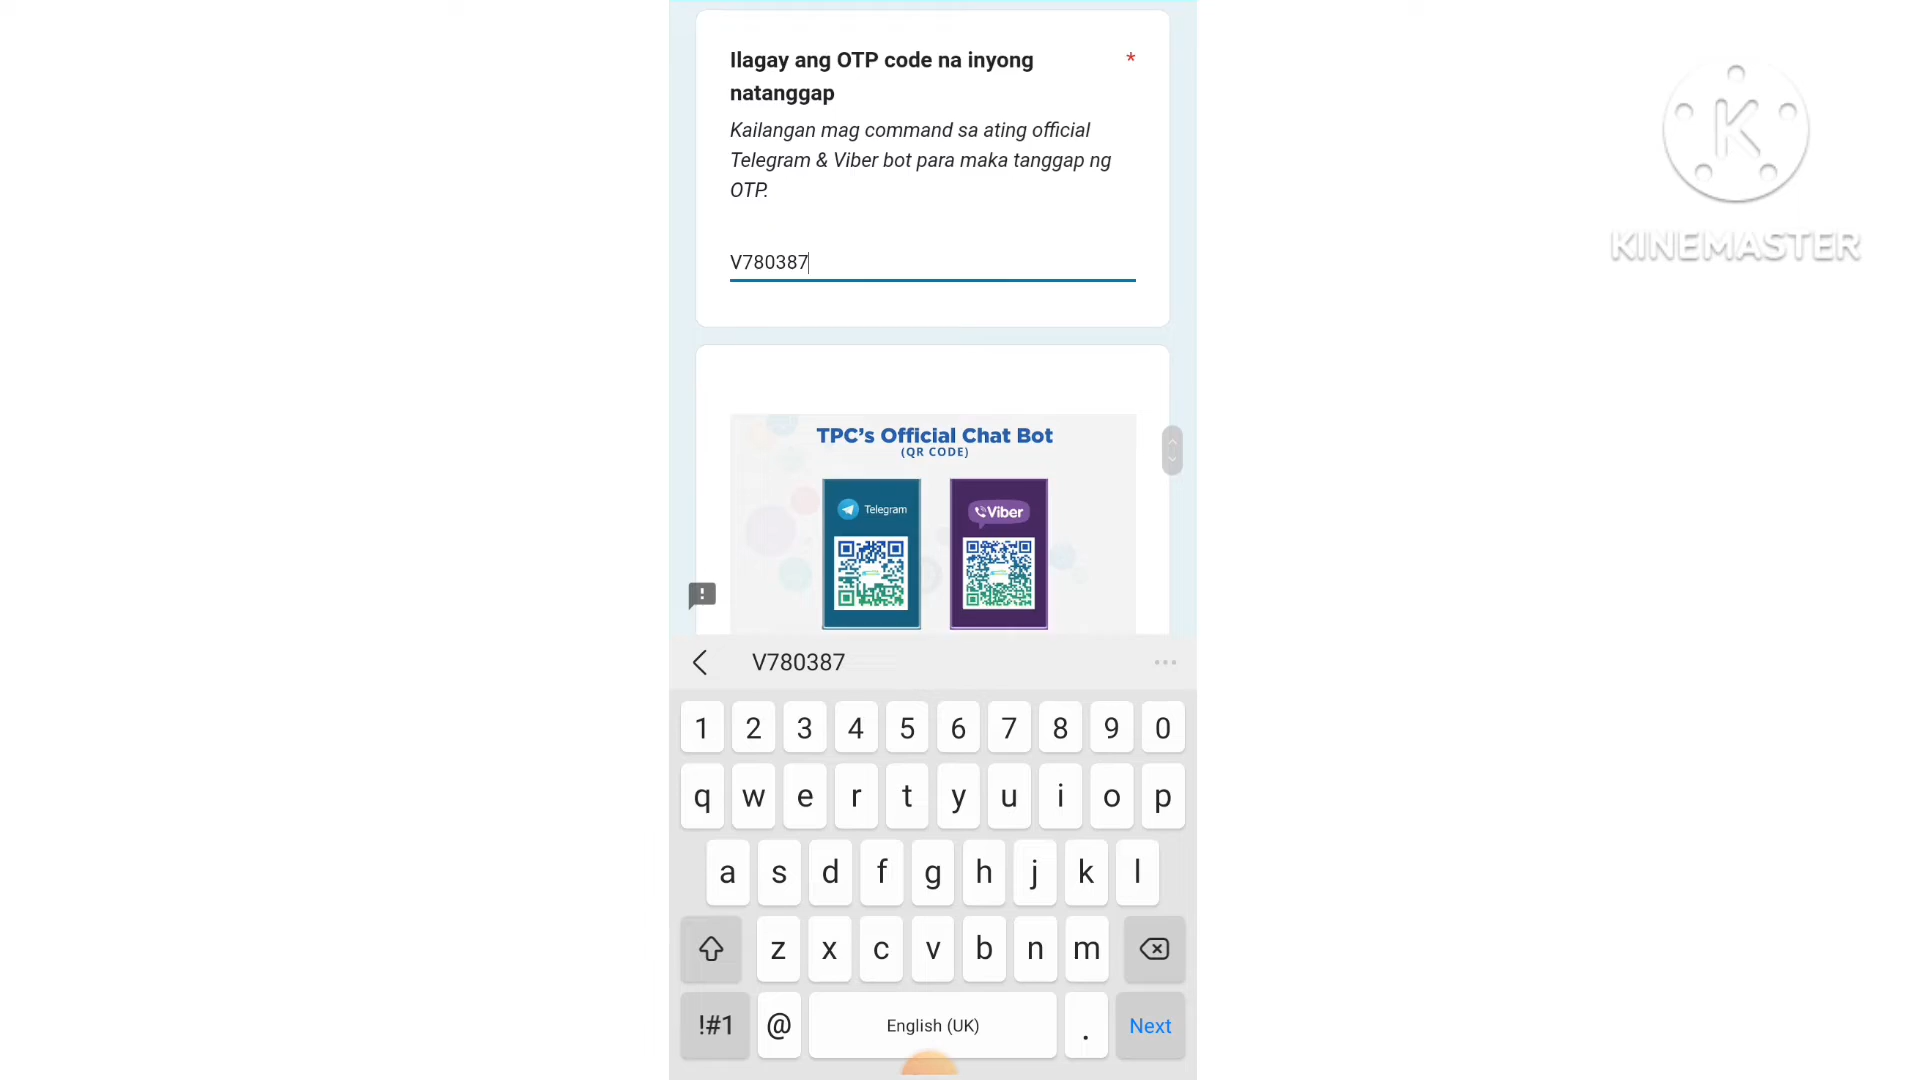 Ilagay ang OTP code na inyong *
natanggap
Kailangan mag command sa ating official
Telegram & Viber bot para maka tanggap ng
OTP.
V780387
K
KINEMASTER
TPC's Official Chat Bot
(QR CODE)
Telegram
Viber
!
V780387
1 2 3 4 5 6 7 8 9 0
q w e r t y u i o p
a s d f g h j k l
z x c v b n m
!#1 @ English (UK) . Next